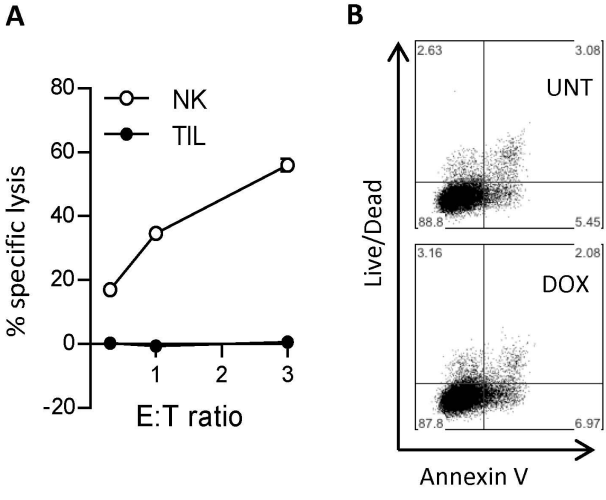 A
80
60
40
20
0
-20
% specific lysis
NK
TIL
1 2 3
E:T ratio
B
2.63 3.08
UNT
88.8 5.45
3.16 2.08
DOX
87.8 6.97
Live/Dead
Annexin V